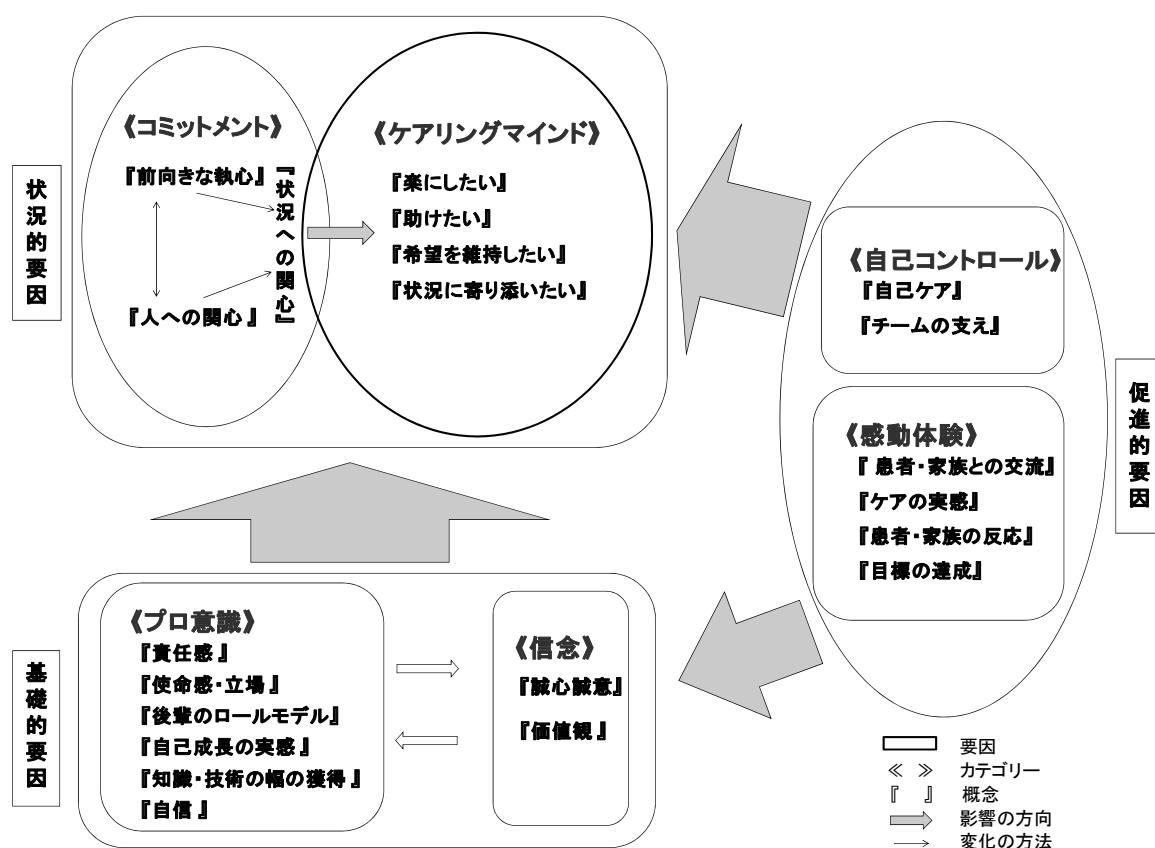 状況的要因
《コミットメント》
『前向きな執心』
『人への関心 』
『状況への関心』
《ケアリングマインド》
『楽にしたい』
『助けたい』
『希望を維持したい』
『状況に寄り添いたい』
促進的要因
《自己コントロール》
『自己ケア』
『チームの支え』
《感動体験》
『 患者・家族との交流』
『ケアの実感』
『患者・家族の反応』
『目標の達成』
基礎的要因
《プロ意識》
『責任感 』
『使命感・立場』
『後輩のロールモデル』
『自己成長の実感 』
『知識・技術の幅の獲得 』
『自信 』
《信念》
『誠心誠意』
『価値観 』
要因
≪ ≫ カテゴリー
『 』 概念
影響の方向
変化の方法